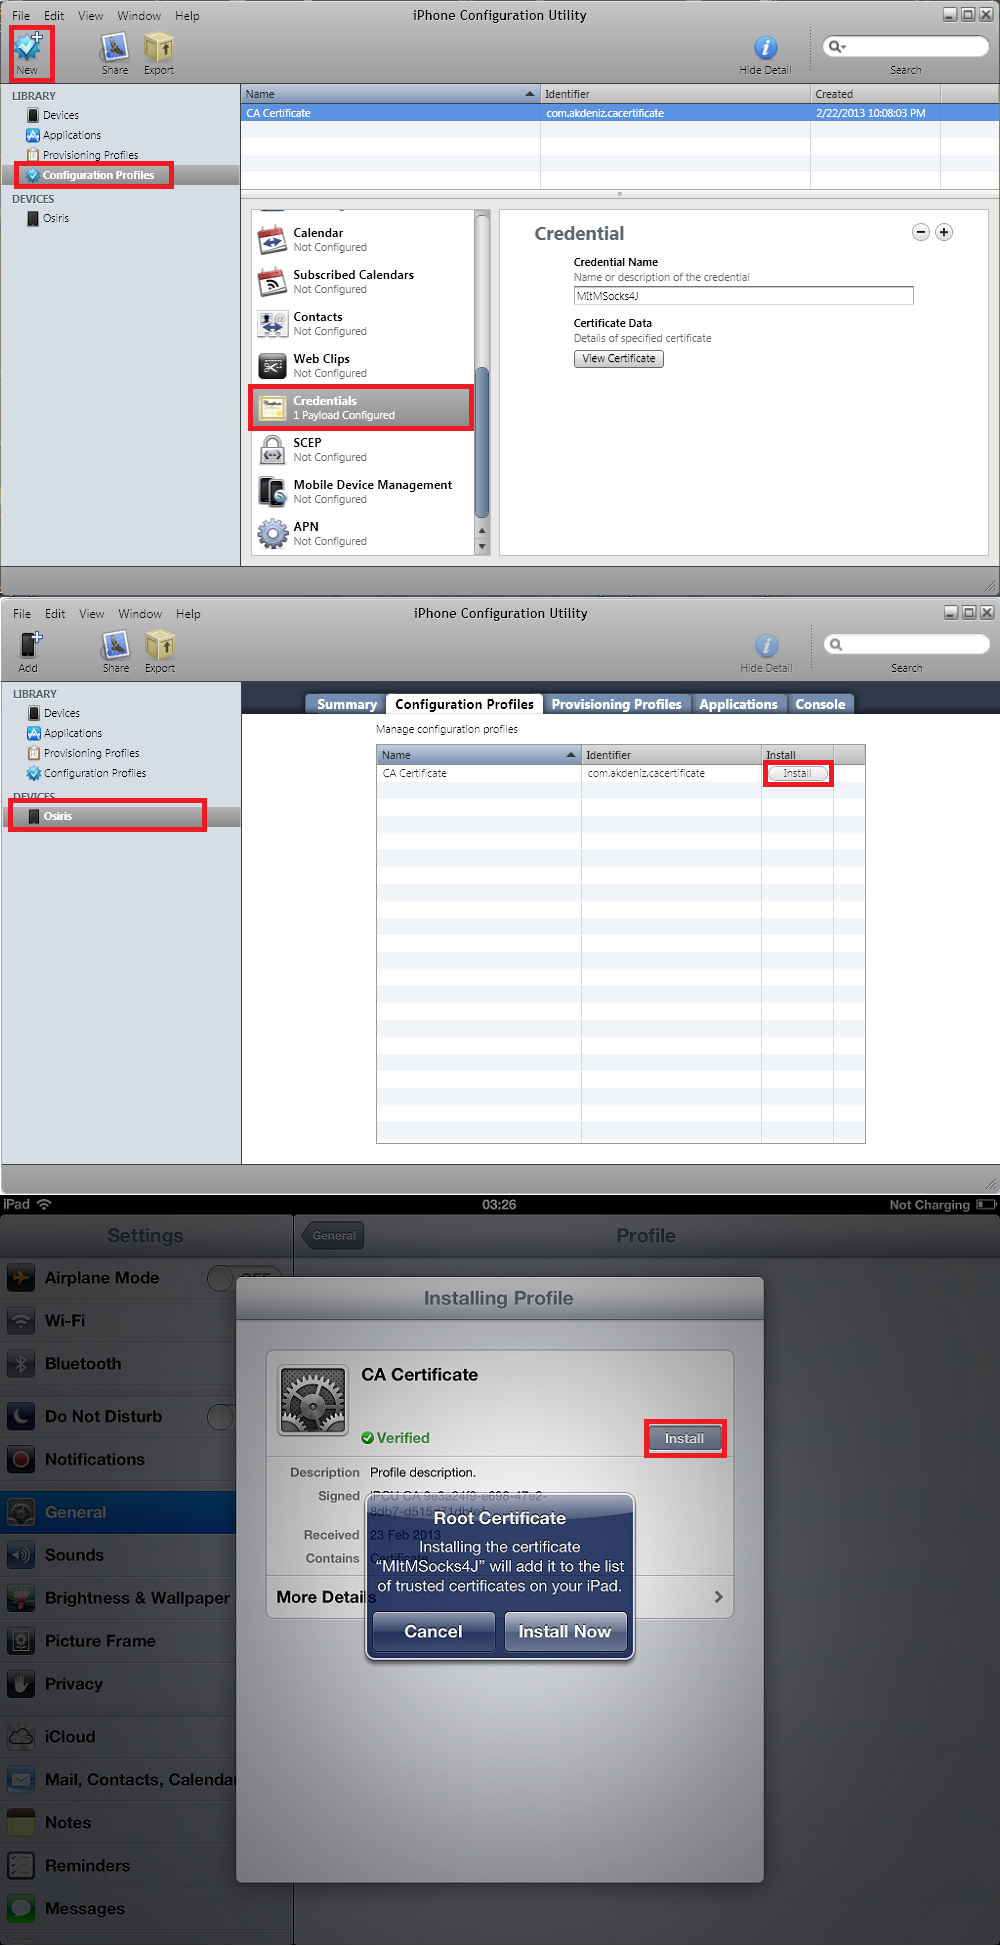 File Edit View Window Help
iPhone Configuration Utility
New Share Export
Hide Detail Search
LIBRARY
Devices
Applications
Provisioning Profiles
Configuration Profiles
DEVICES
Osiris
Name Identifier Created
CA Certificate com.akdeniz.cacertificate 2/22/2013 10:08:03 PM
Calendar
Not Configured
Subscribed Calendars
Not Configured
Contacts
Not Configured
Web Clips
Not Configured
Credentials
1 Payload Configured
SCEP
Not Configured
Mobile Device Management
Not Configured
APN
Not Configured
Credential
Credential Name
Name or description of the credential
MItMSocks4J
Certificate Data
Details of specified certificate
View Certificate
File Edit View Window Help
iPhone Configuration Utility
Add Share Export
Hide Detail Search
LIBRARY
Devices
Applications
Provisioning Profiles
Configuration Profiles
DEVICES
Osiris
Summary Configuration Profiles Provisioning Profiles Applications Console
Manage configuration profiles
Name Identifier Install
CA Certificate com.akdeniz.cacertificate Install
iPad 03:26 Not Charging
Settings
General
Profile
Airplane Mode OFF
Wi-Fi
Bluetooth
Do Not Disturb
Notifications
General
Sounds
Brightness & Wallpaper
Picture Frame
Privacy
iCloud
Mail, Contacts, Calendar
Notes
Reminders
Messages
Installing Profile
CA Certificate
Verified
Install
Description Profile description.
Signed iPCU CA 9e3a24f9-e698-47e2-
Received 23 Feb 2013
Contains Certificate
More Details
Root Certificate
Installing the certificate
“MItMSocks4J” will add it to the list
of trusted certificates on your iPad.
Cancel Install Now